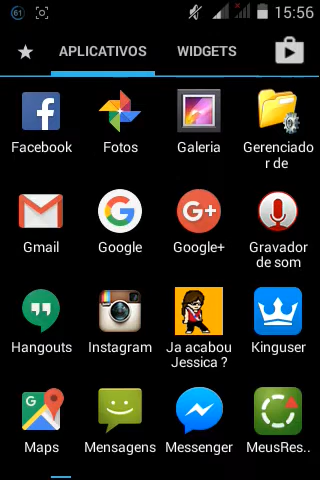 61
15:56
APLICATIVOS
WIDGETS
Facebook
Fotos
Galeria
Gerenciado
r de
Gmail
Google
Google+
Gravador
de som
Hangouts
Instagram
Ja acabou
Jessica ?
Kinguser
Maps
Mensagens
Messenger
MeusRes..